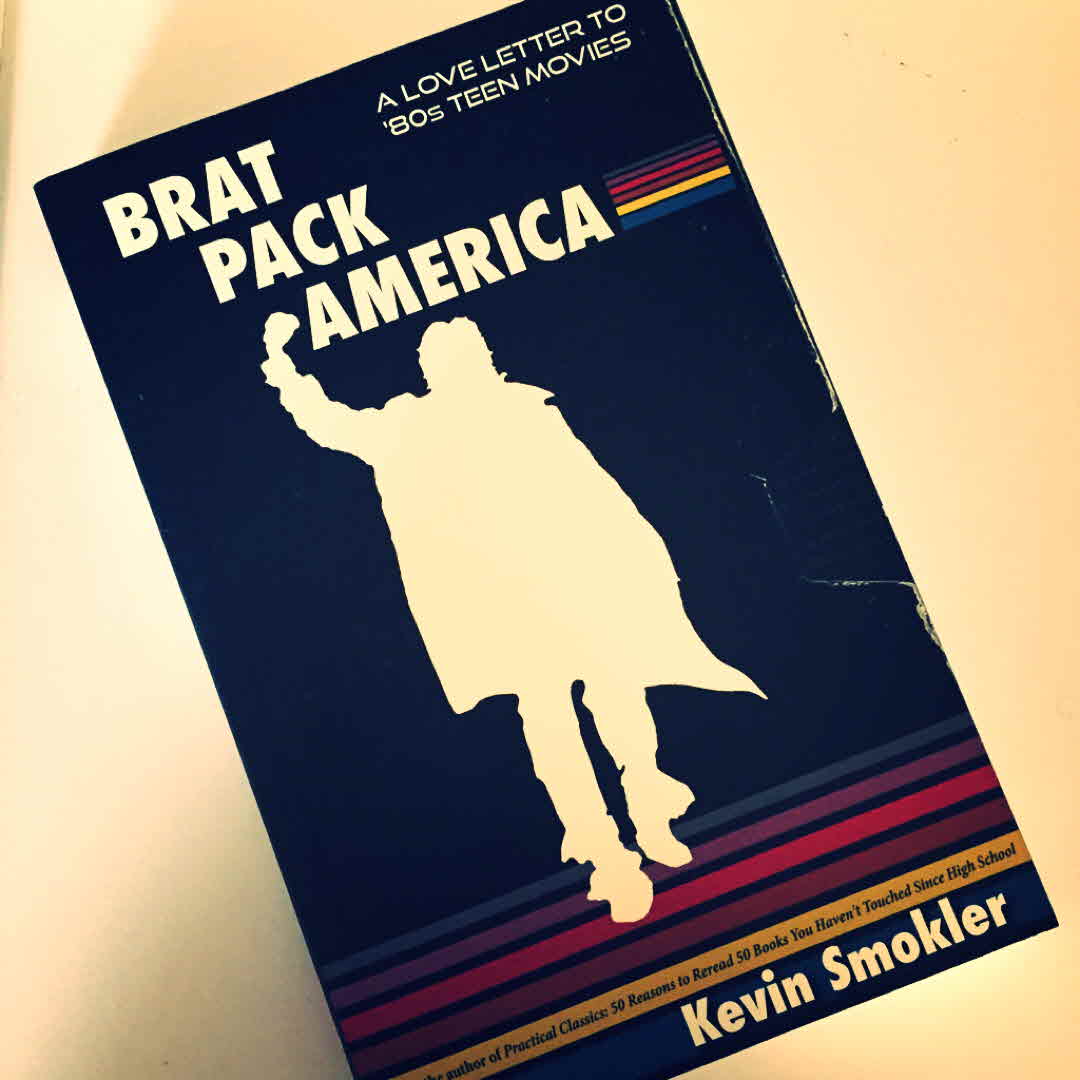 A LOVE LETTER TO
'80s TEEN MOVIES
BRAT
PACK
AMERICA
the author of Practical Classics: 50 Reasons to Reread 50 Books You Haven't Touched Since High School
Kevin Smokler